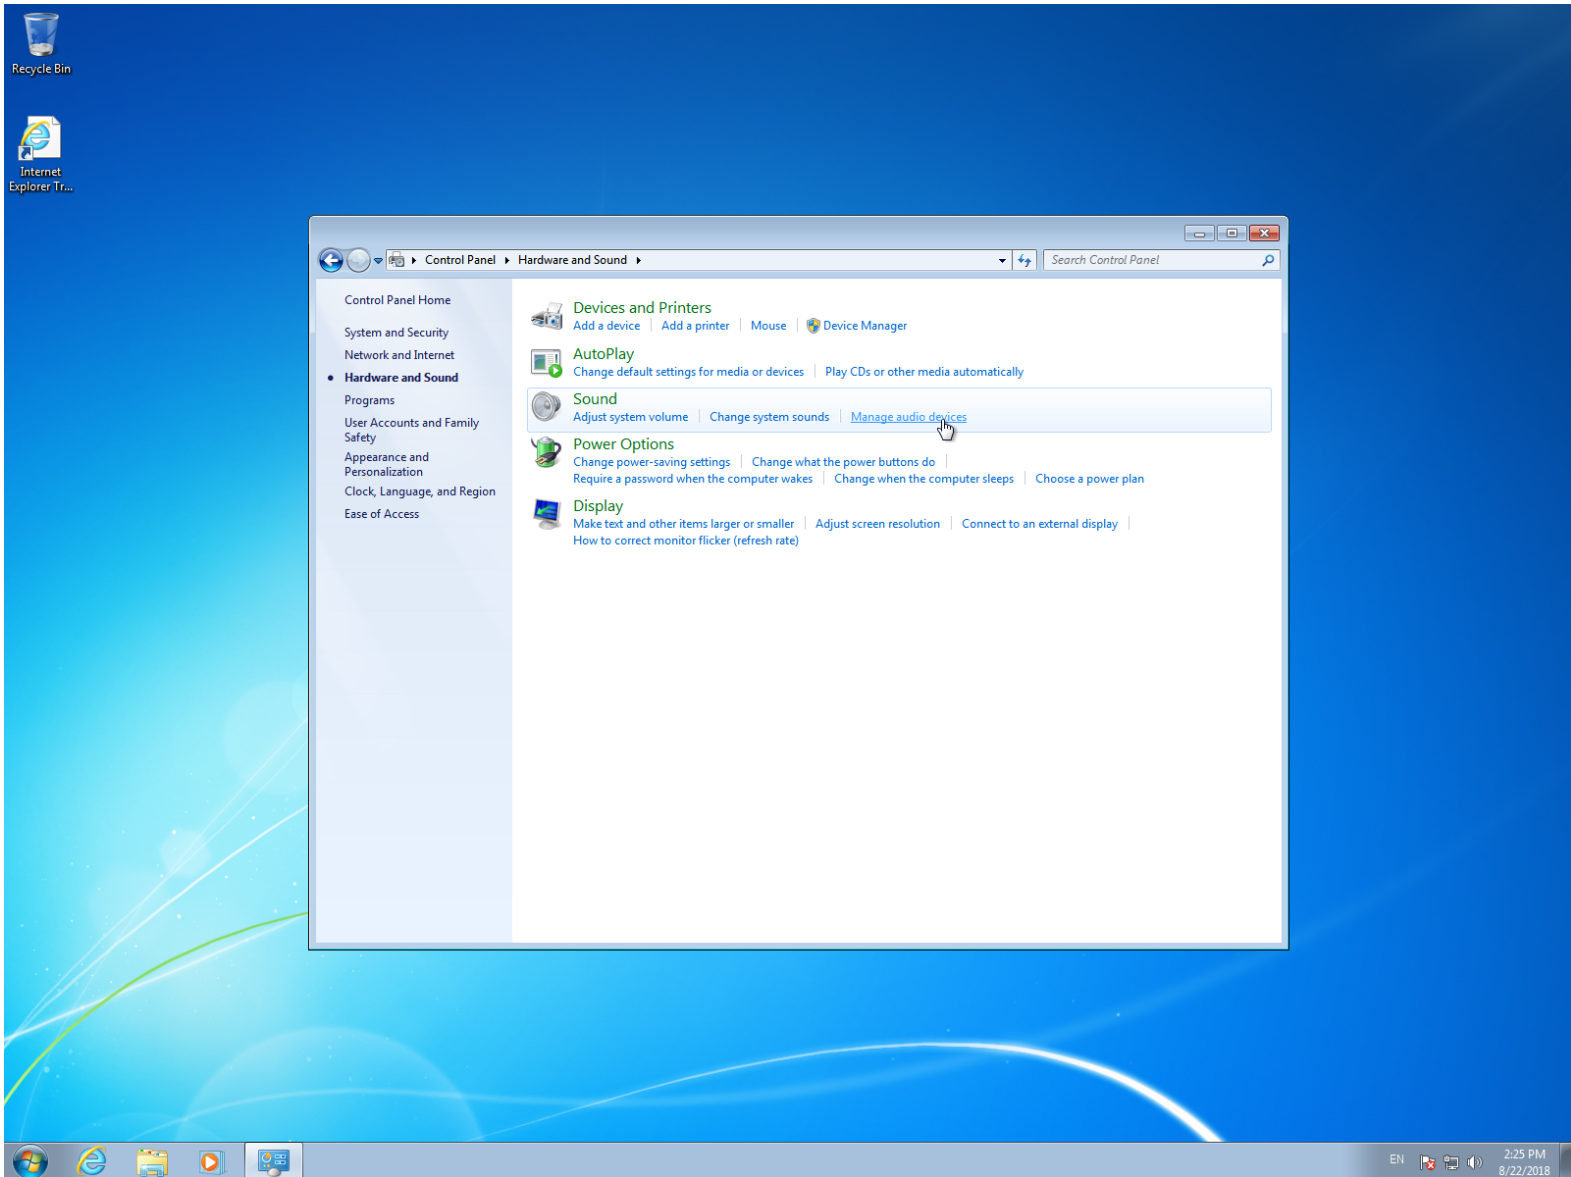 Recycle Bin
Internet
Explorer Tr...
Control Panel Hardware and Sound
Search Control Panel
Control Panel Home
System and Security
Network and Internet
Hardware and Sound
Programs
User Accounts and Family
Safety
Appearance and
Personalization
Clock, Language, and Region
Ease of Access
Devices and Printers
Add a device Add a printer Mouse Device Manager
AutoPlay
Change default settings for media or devices Play CDs or other media automatically
Sound
Adjust system volume Change system sounds Manage audio devices
Power Options
Change power-saving settings Change what the power buttons do
Require a password when the computer wakes Change when the computer sleeps Choose a power plan
Display
Make text and other items larger or smaller Adjust screen resolution Connect to an external display
How to correct monitor flicker (refresh rate)
EN
2:25 PM
8/22/2018